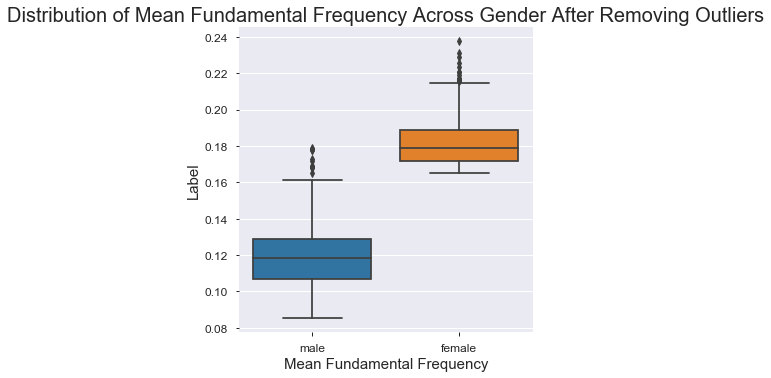 Distribution of Mean Fundamental Frequency Across Gender After Removing Outliers
0.24
0.22
0.20
0.18
0.16
0.14
0.12
0.10
0.08
Label
male female
Mean Fundamental Frequency